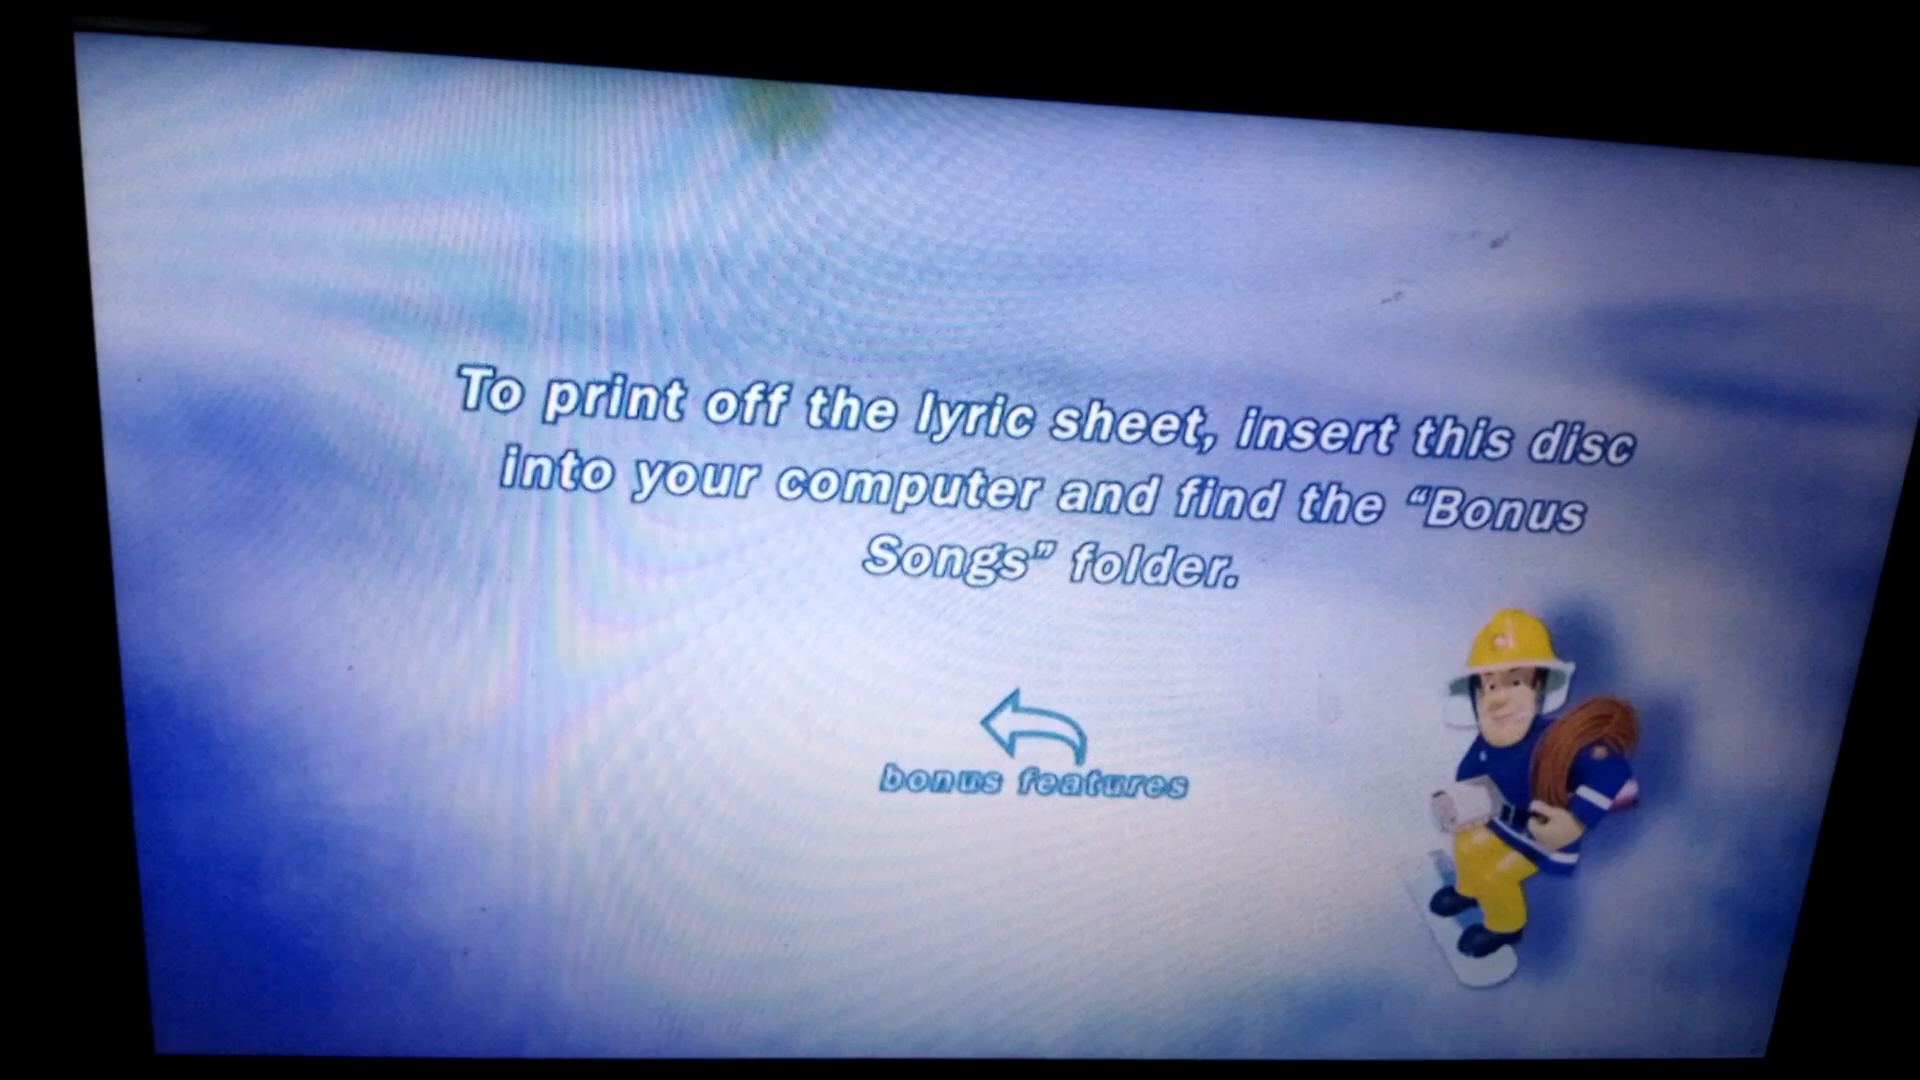 To print off the lyric sheet, insert this disc
into your computer and find the “Bonus
Songs” folder.
bonus features